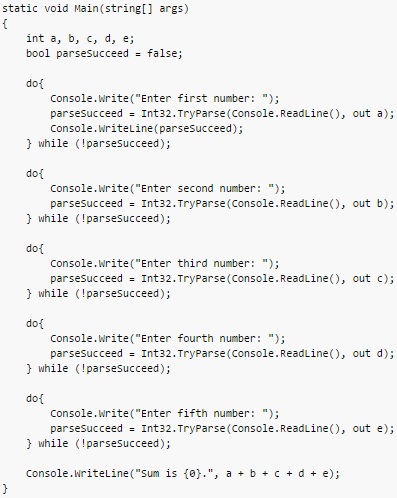 static void Main(string[] args)
{
    int a, b, c, d, e;
    bool parseSucceed = false;

    do{
        Console.Write("Enter first number: ");
        parseSucceed = Int32.TryParse(Console.ReadLine(), out a);
        Console.WriteLine(parseSucceed);
    } while (!parseSucceed);

    do{
        Console.Write("Enter second number: ");
        parseSucceed = Int32.TryParse(Console.ReadLine(), out b);
    } while (!parseSucceed);

    do{
        Console.Write("Enter third number: ");
        parseSucceed = Int32.TryParse(Console.ReadLine(), out c);
    } while (!parseSucceed);

    do{
        Console.Write("Enter fourth number: ");
        parseSucceed = Int32.TryParse(Console.ReadLine(), out d);
    } while (!parseSucceed);

    do{
        Console.Write("Enter fifth number: ");
        parseSucceed = Int32.TryParse(Console.ReadLine(), out e);
    } while (!parseSucceed);

    Console.WriteLine("Sum is {0}.", a + b + c + d + e);
}